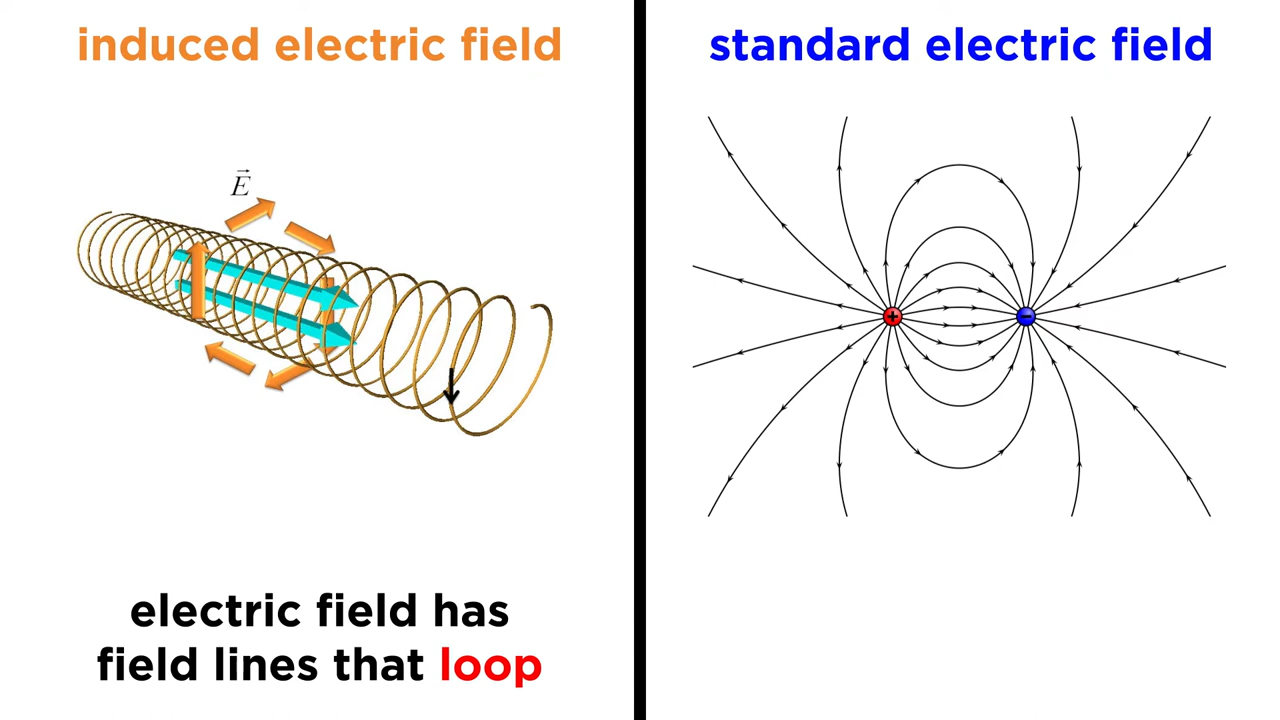 induced electric field
standard electric field
E
+
−
electric field has
field lines that loop